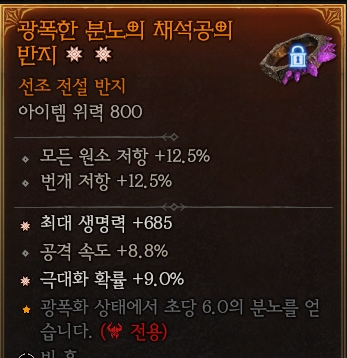 광폭한 분노의 채석공의
반지
선조 전설 반지
아이템 위력 800
모든 원소 저항 +12.5%
번개 저항 +12.5%
최대 생명력 +685
공격 속도 +8.8%
극대화 확률 +9.0%
광폭화 상태에서 초당 6.0의 분노를 얻
습니다. ( 전용)